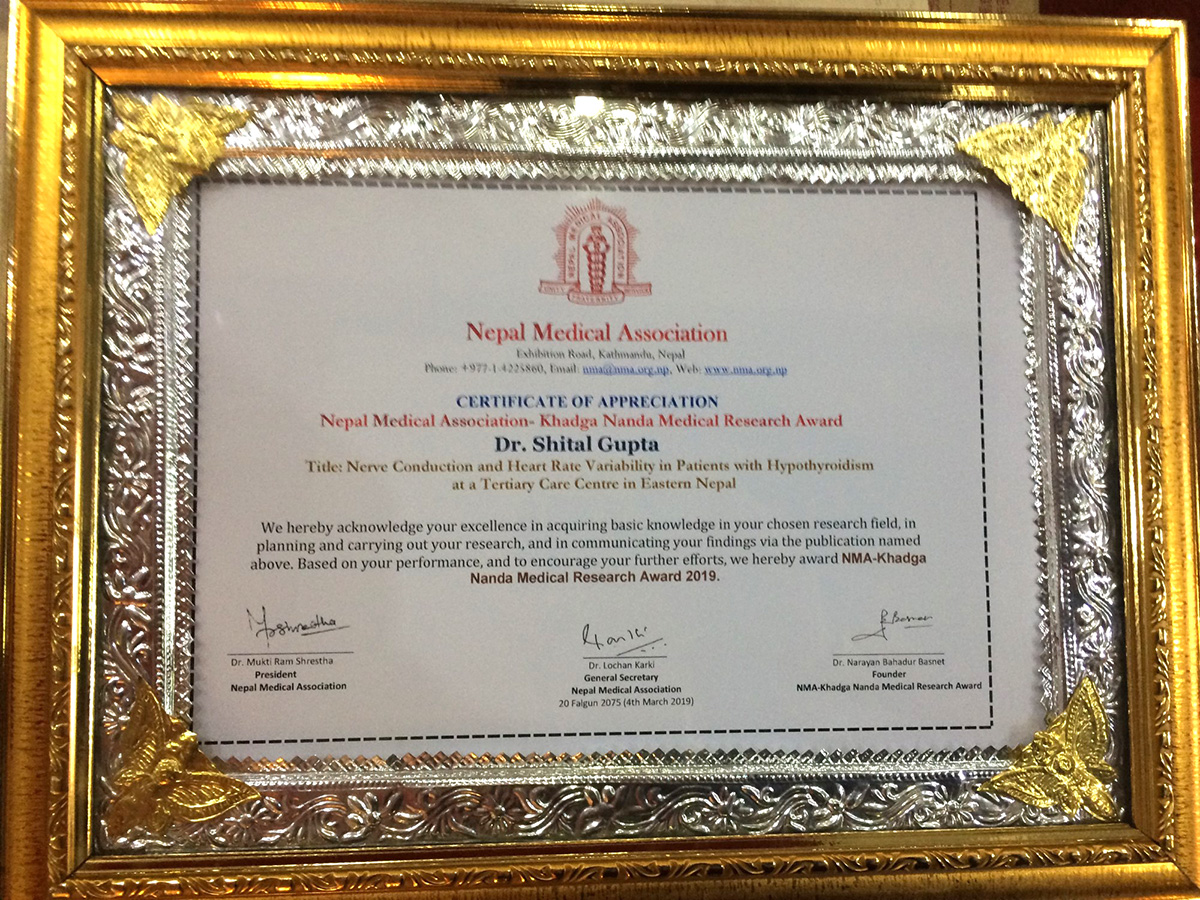 NEPAL MEDICAL ASSOCIATION
FRATERNITY
Nepal Medical Association
Exhibition Road, Kathmandu, Nepal
Phone: +977-1-4225860, Email: nma@nma.org.np, Web: www.nma.org.np
CERTIFICATE OF APPRECIATION
Nepal Medical Association- Khadga Nanda Medical Research Award
Dr. Shital Gupta
Title: Nerve Conduction and Heart Rate Variability in Patients with Hypothyroidism
at a Tertiary Care Centre in Eastern Nepal
We hereby acknowledge your excellence in acquiring basic knowledge in your chosen research field, in
planning and carrying out your research, and in communicating your findings via the publication named
above. Based on your performance, and to encourage your further efforts, we hereby award NMA-Khadga
Nanda Medical Research Award 2019.
Dr. Mukti Ram Shrestha
President
Nepal Medical Association
Dr. Lochan Karki
General Secretary
Nepal Medical Association
20 Falgun 2075 (4th March 2019)
Dr. Narayan Bahadur Basnet
Founder
NMA-Khadga Nanda Medical Research Award